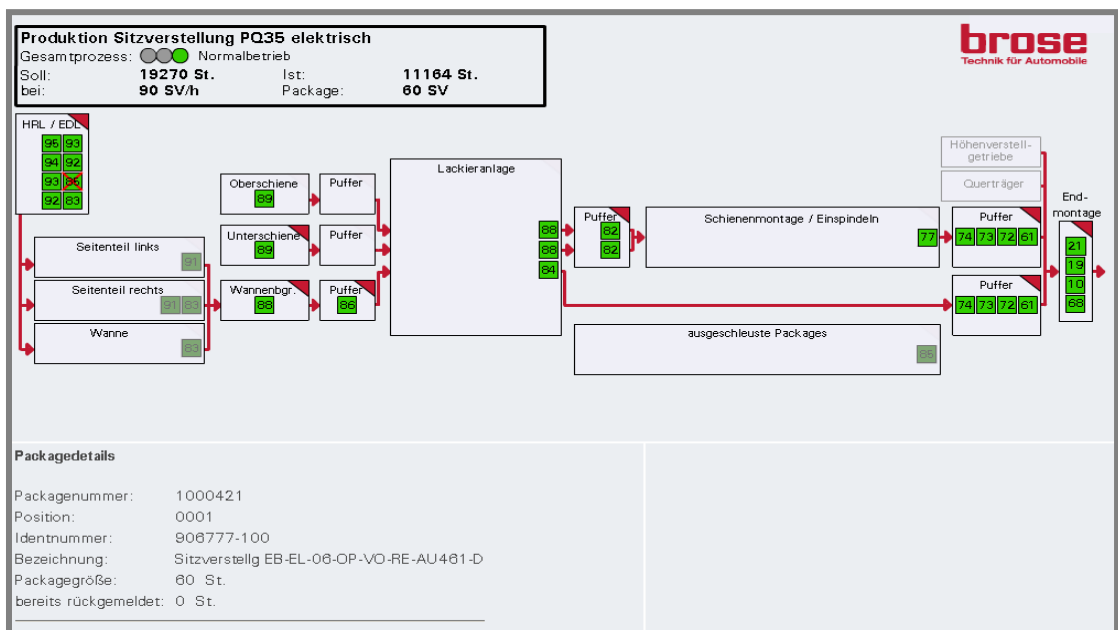 Produktion Sitzverstellung PQ35 elektrisch
Gesamtprozess: Normalbetrieb
Soll: 19270 St. Ist: 11164 St.
bei: 90 SV/h Package: 60 SV
brose
Technik für Automobile
HRL / EDL
95 93
94 92
93 86
92 83
Seitenteil links
91
Seitenteil rechts
91 83
Wanne
83
Oberschiene
89
Puffer
Unterschiene
89
Puffer
Wannenbgr.
88
Puffer
86
Lackieranlage
88
88
84
Puffer
82
82
Schienenmontage / Einspindeln
77
ausgeschleuste Packages
85
Höhenverstell-
getriebe
Querträger
Puffer
74 73 72 61
Puffer
74 73 72 61
End-
montage
21
19
10
68
Packagedetails
Packagenummer: 1000421
Position: 0001
Identnummer: 906777-100
Bezeichnung: Sitzverstellg EB-EL-06-OP-VO-RE-AU461-D
Packagegröße: 60 St.
bereits rückgemeldet: 0 St.